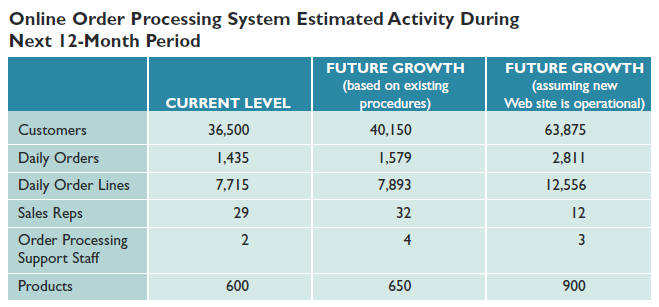 Online Order Processing System Estimated Activity During
Next 12-Month Period
CURRENT LEVEL
FUTURE GROWTH
(based on existing
procedures)
FUTURE GROWTH
(assuming new
Web site is operational)
Customers 36,500 40,150 63,875
Daily Orders 1,435 1,579 2,811
Daily Order Lines 7,715 7,893 12,556
Sales Reps 29 32 12
Order Processing
Support Staff 2 4 3
Products 600 650 900